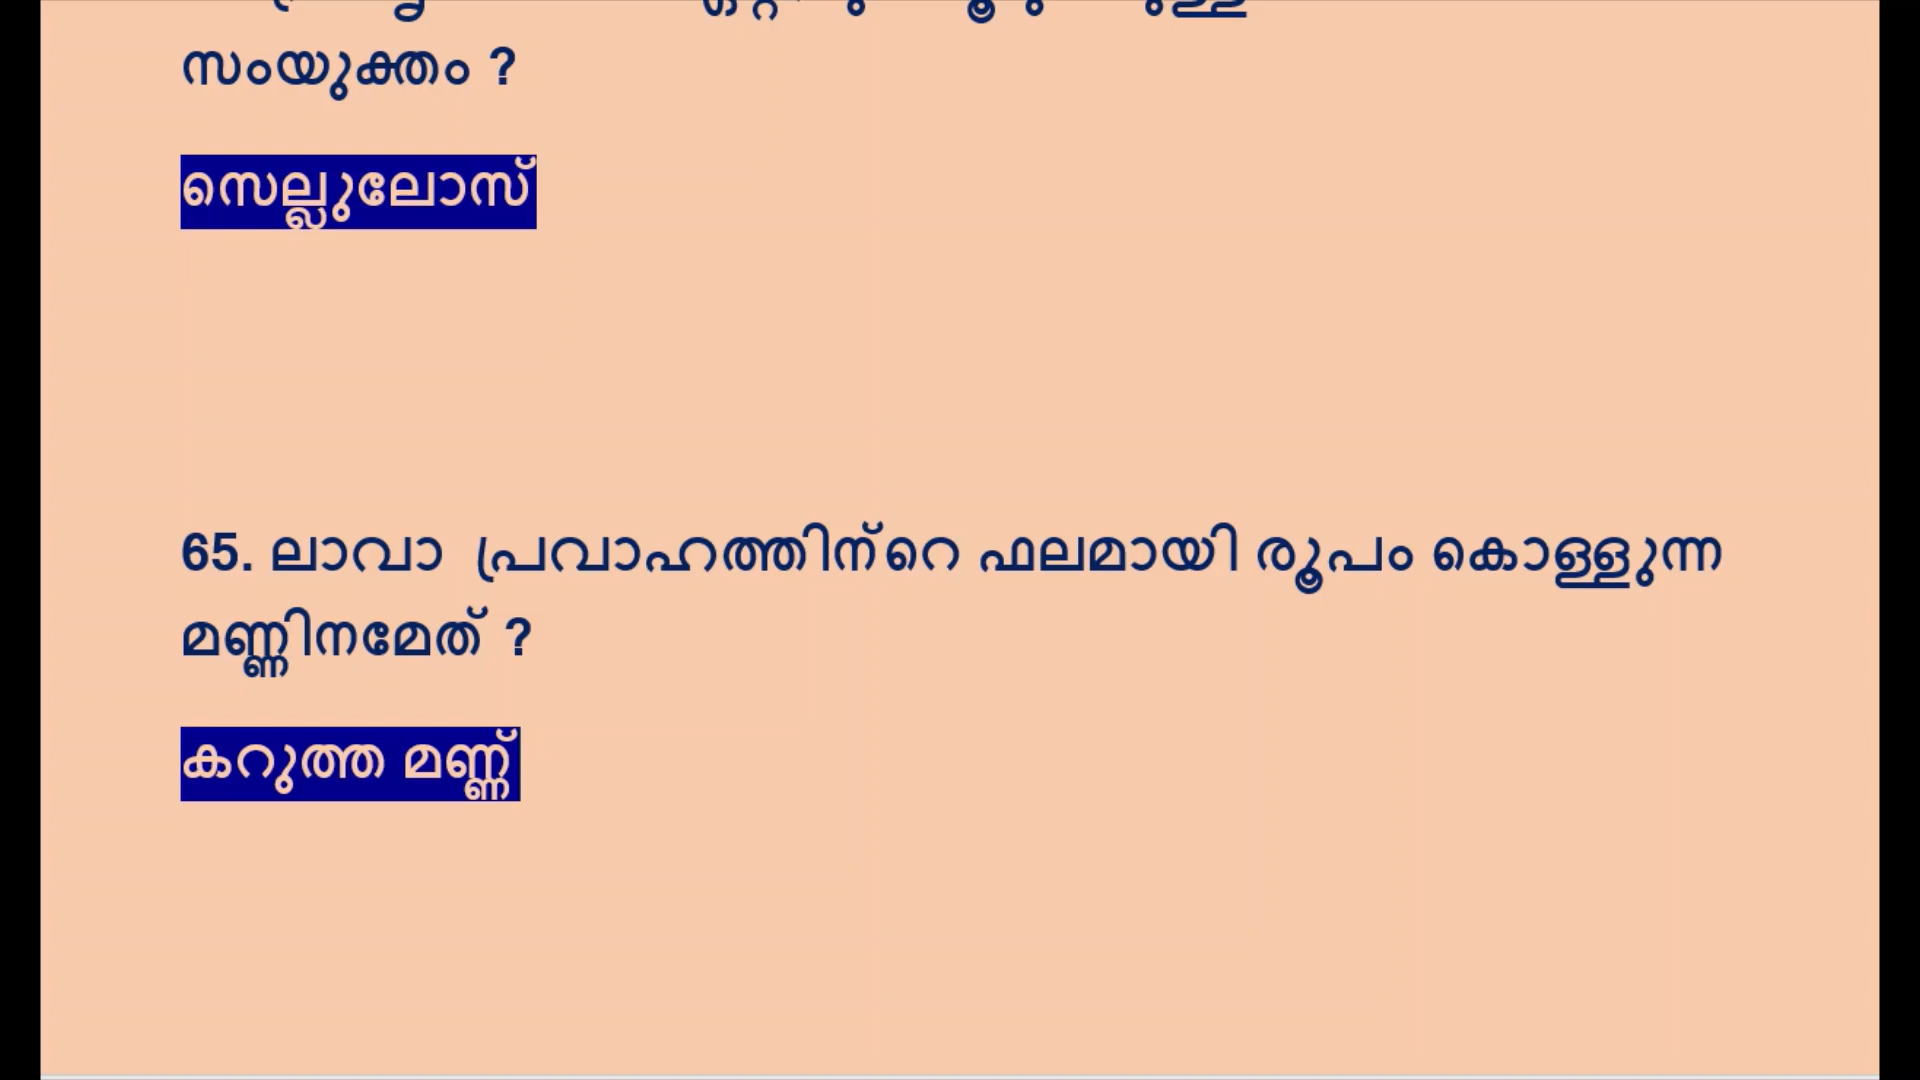 സംയുക്തം ?
സെല്ലുലോസ്
65. ലാവാ പ്രവാഹത്തിന്റെ ഫലമായി രൂപം കൊള്ളുന്ന
മണ്ണിനമേത് ?
കറുത്ത മണ്ണ്